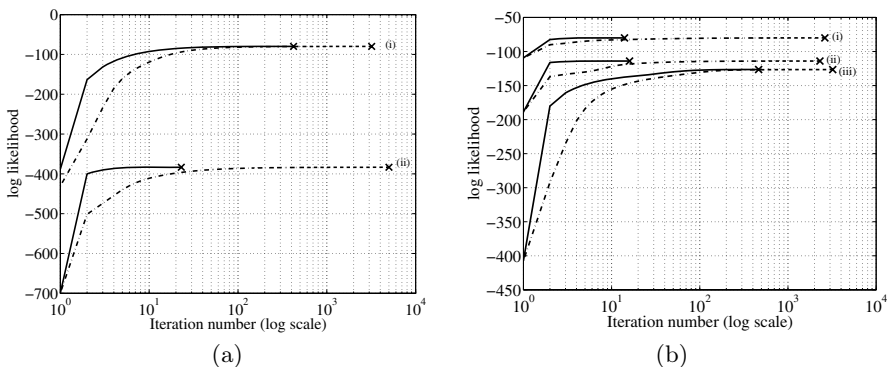 0
−100
−200
−300
−400
−500
−600
−700
log likelihood
10^0
10^1
10^2
10^3
10^4
Iteration number (log scale)
(i)
(ii)
(a)
−50
−100
−150
−200
−250
−300
−350
−400
−450
log likelihood
10^0
10^1
10^2
10^3
10^4
Iteration number (log scale)
(i)
(ii)
(iii)
(b)